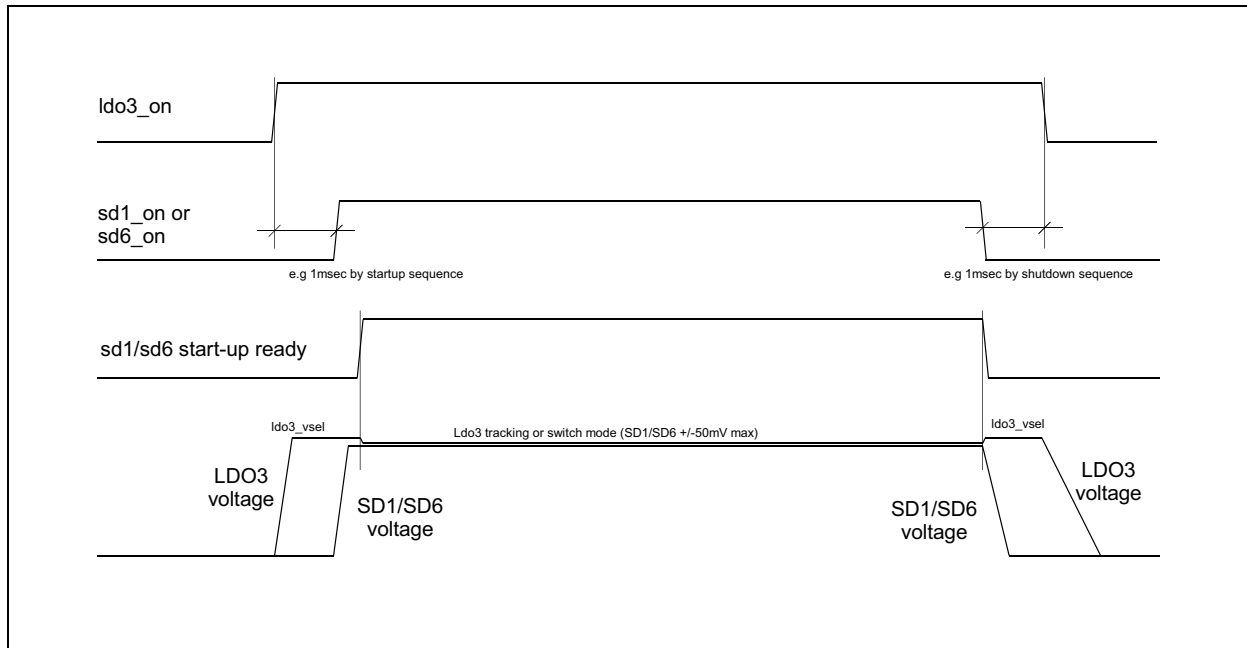 ldo3_on
sd1_on or
sd6_on
e.g 1msec by startup sequence
e.g 1msec by shutdown sequence
sd1/sd6 start-up ready
ldo3_vsel
Ldo3 tracking or switch mode (SD1/SD6 +/-50mV max)
ldo3_vsel
LDO3
voltage
SD1/SD6
voltage
SD1/SD6
voltage
LDO3
voltage